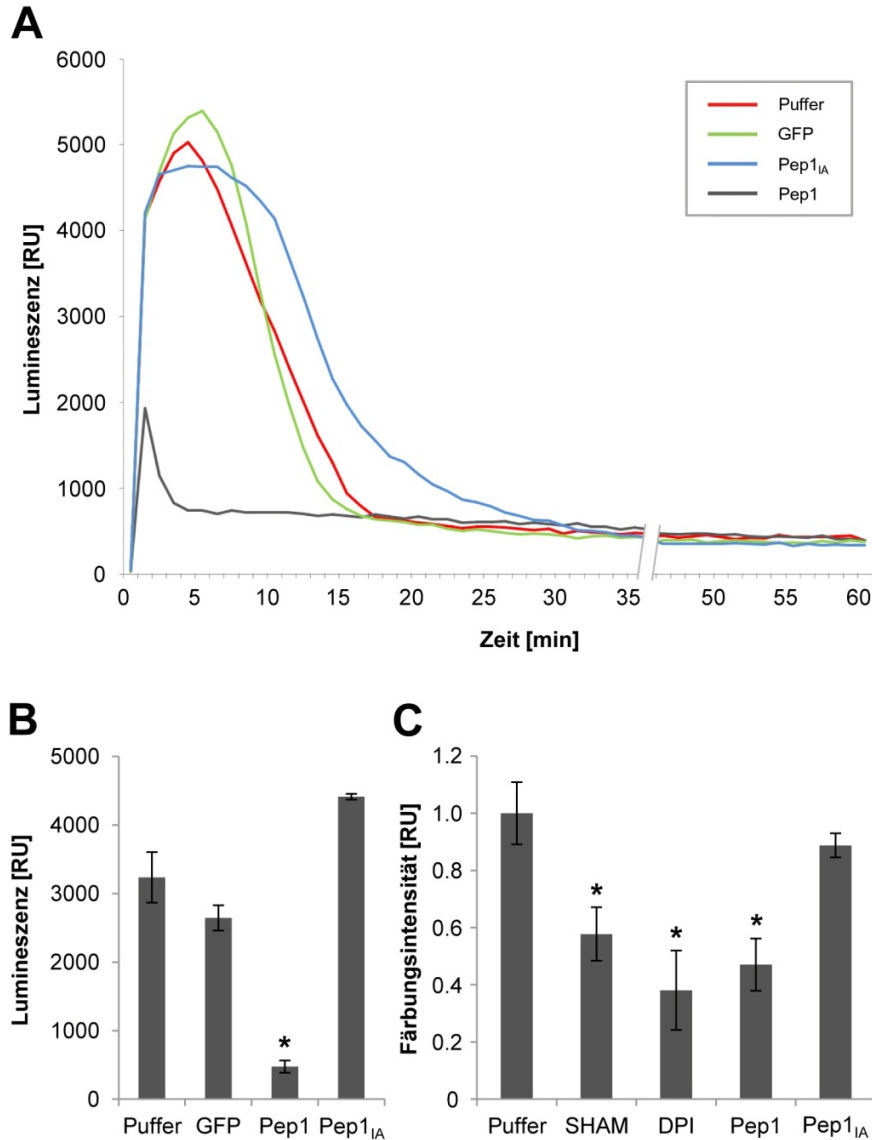 A
6000
5000
4000
3000
2000
1000
0
Lumineszenz [RU]
Puffer
GFP
Pep1IA
Pep1
0 5 10 15 20 25 30 35 50 55 60
Zeit [min]
B
5000
4000
3000
2000
1000
0
Lumineszenz [RU]
*
Puffer GFP Pep1 Pep1IA
C
1.2
1.0
0.8
0.6
0.4
0.2
0
Färbungsintensität [RU]
* * *
Puffer SHAM DPI Pep1 Pep1IA